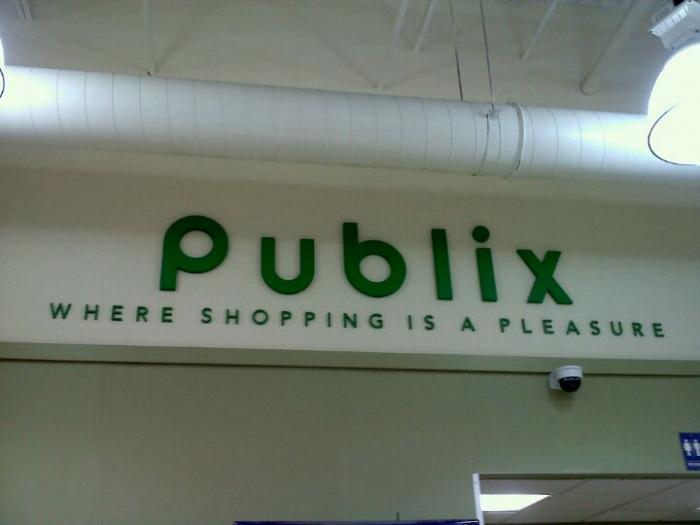 Publix
WHERE SHOPPING IS A PLEASURE